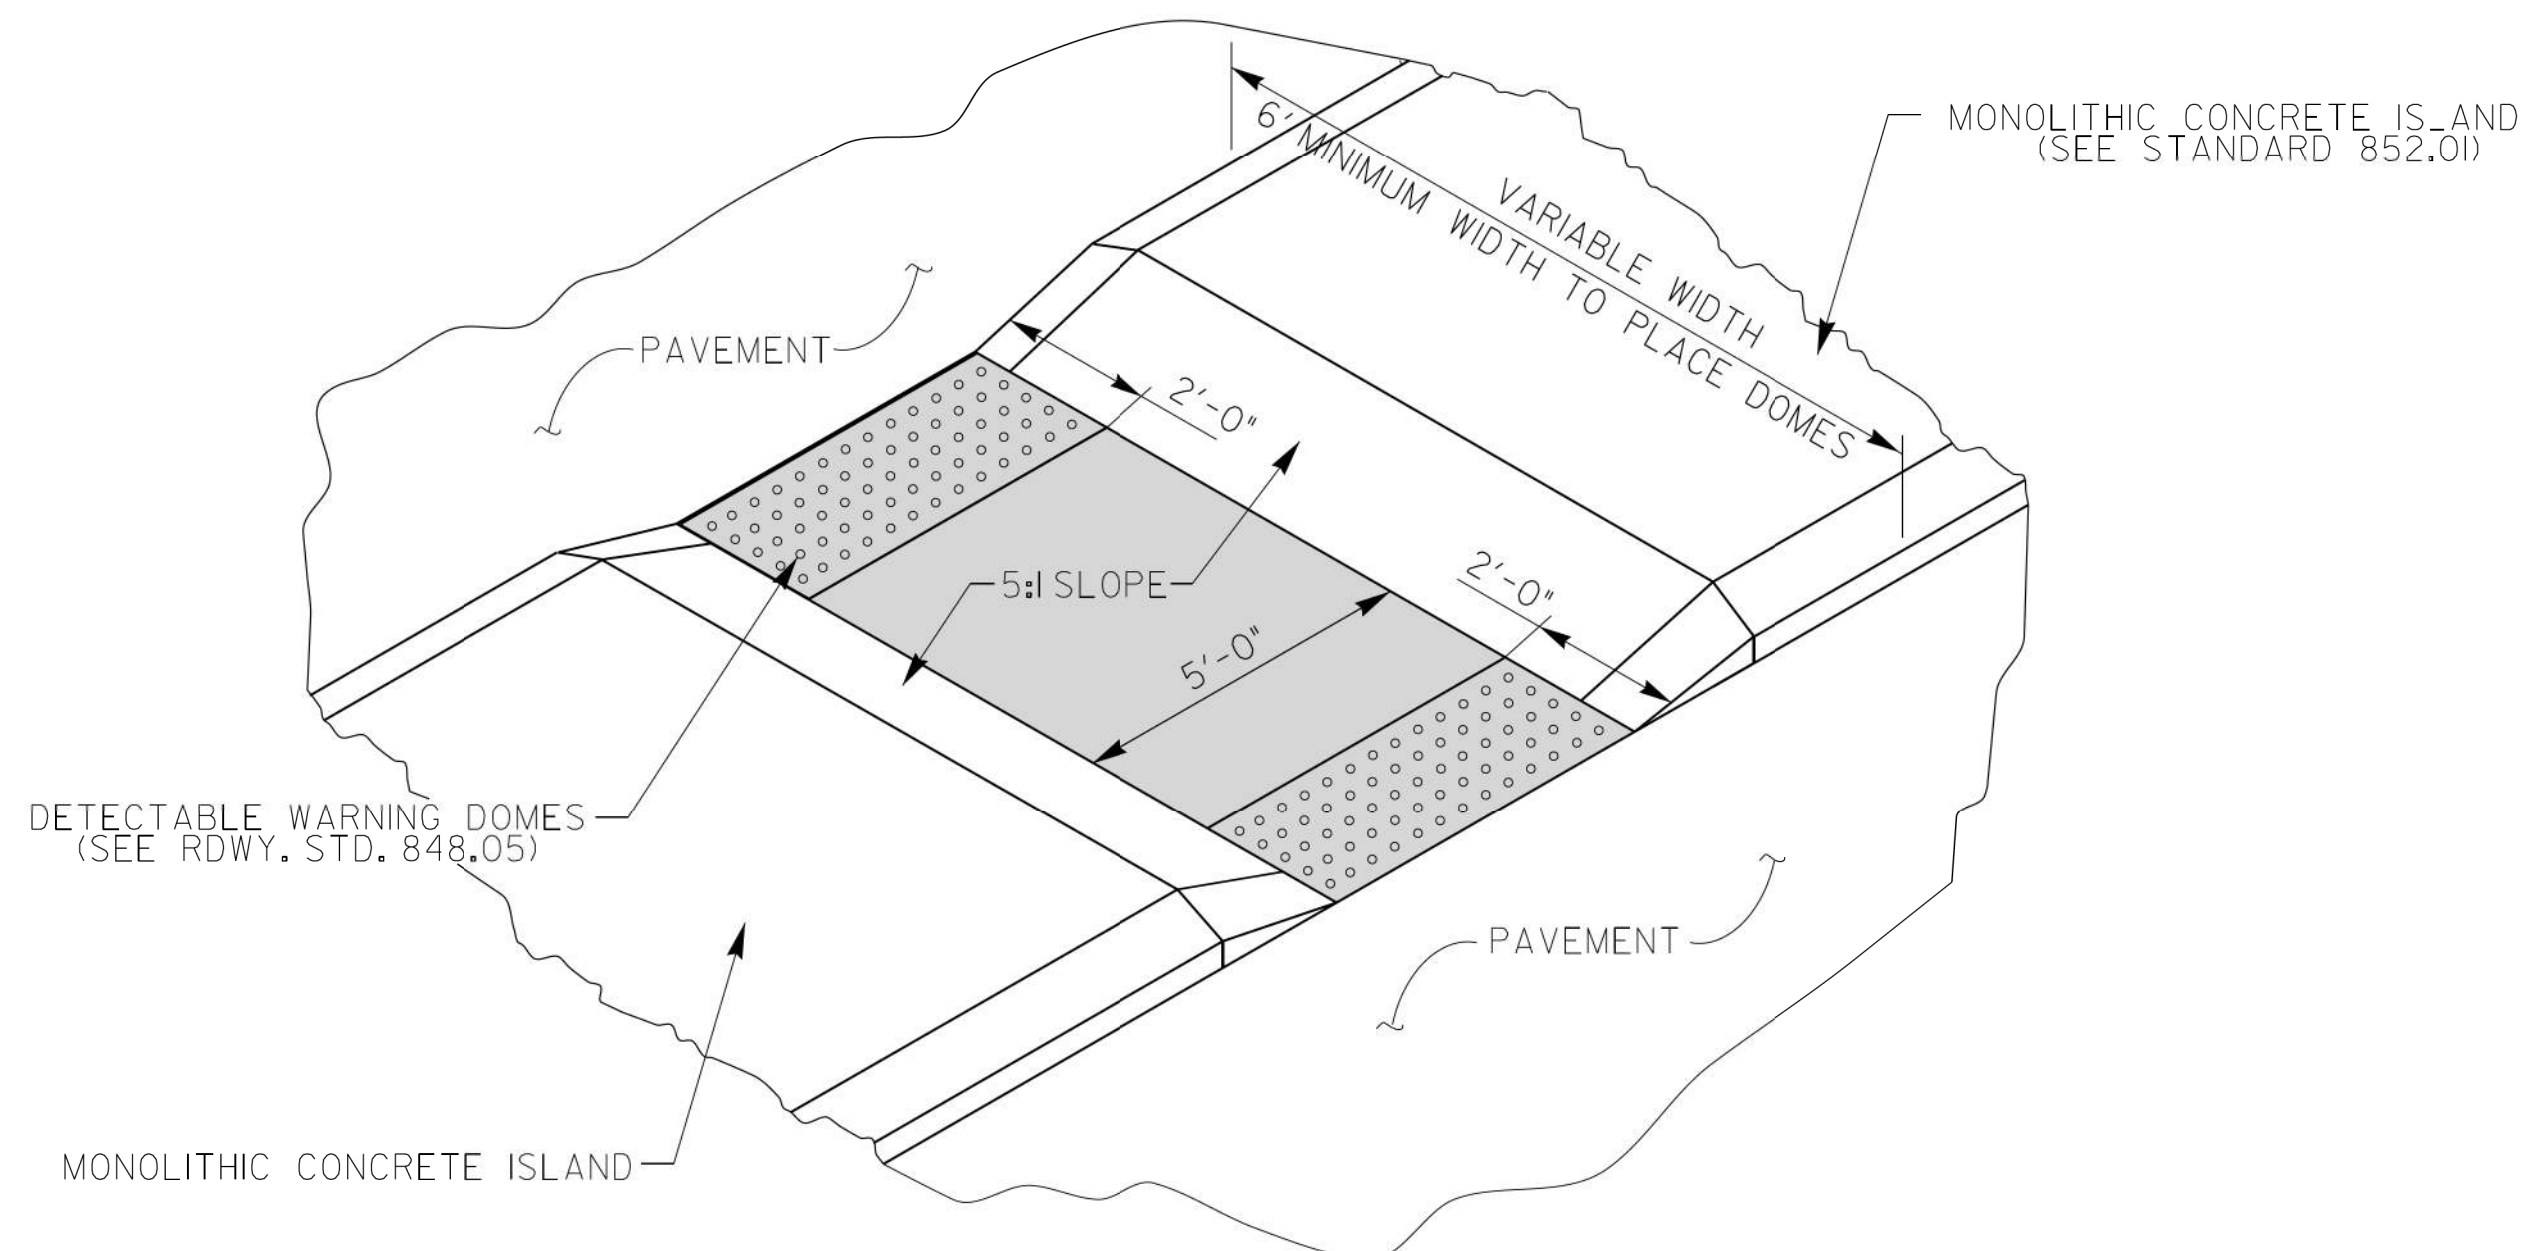 MONOLITHIC CONCRETE IS_AND
(SEE STANDARD 852.01)
6' MINIMUM WIDTH TO PLACE DOMES
VARIABLE WIDTH
PAVEMENT
2'-0"
5:1 SLOPE
2'-0"
5'-0"
DETECTABLE WARNING DOMES
(SEE RDWY. STD. 848.05)
PAVEMENT
MONOLITHIC CONCRETE ISLAND